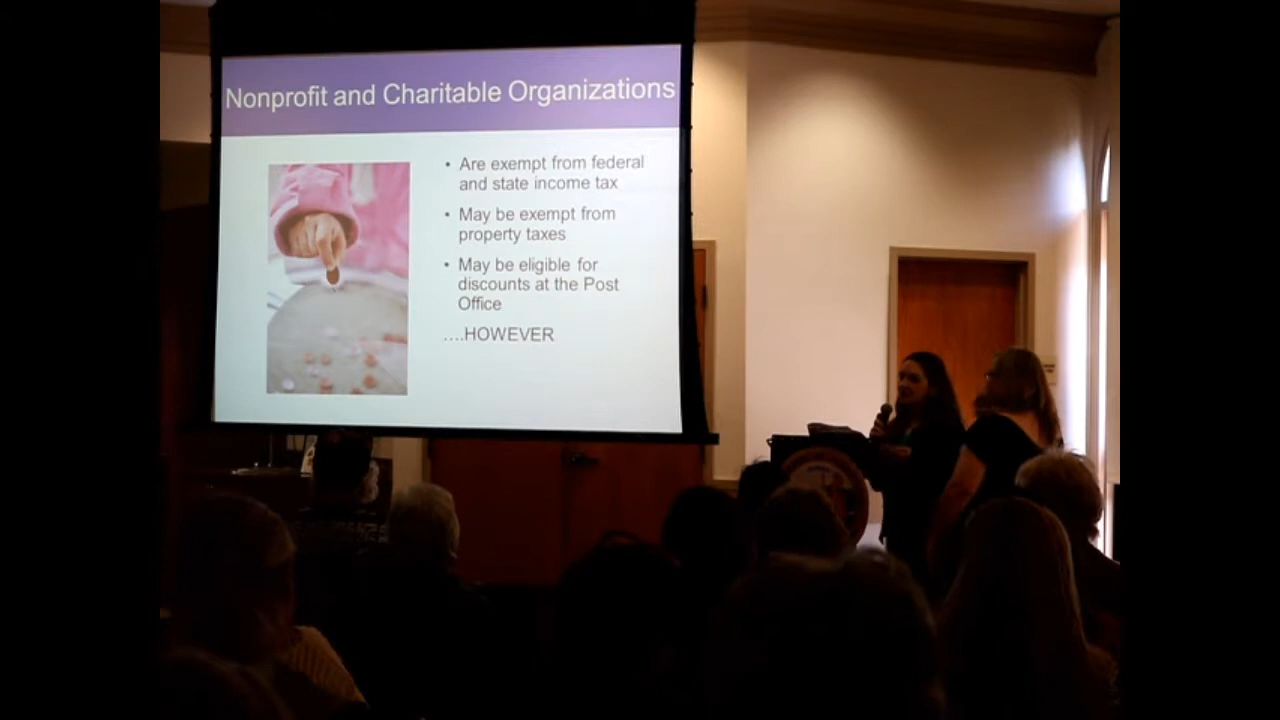 Nonprofit and Charitable Organizations
• Are exempt from federal
and state income tax
• May be exempt from
property taxes
• May be eligible for
discounts at the Post
Office
....HOWEVER